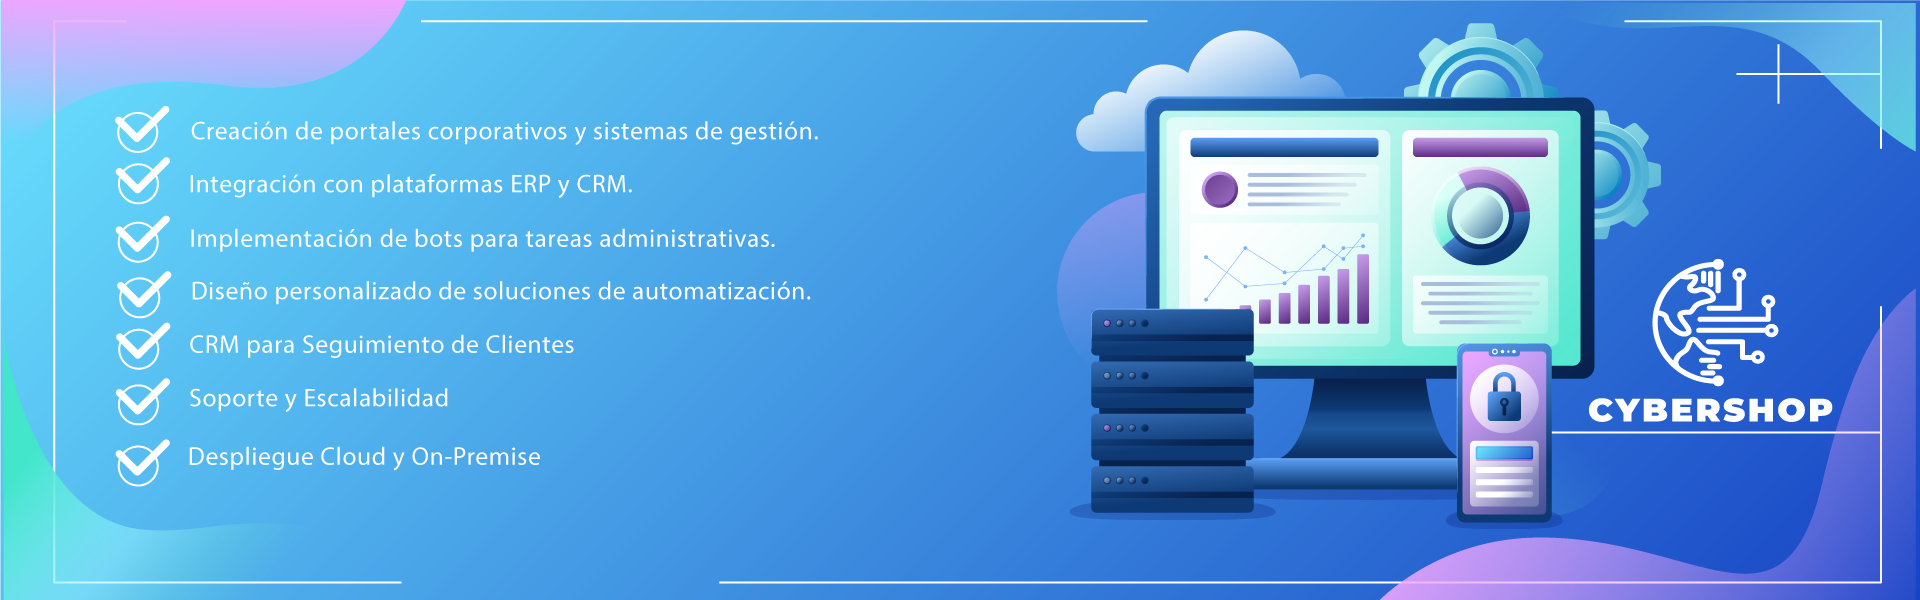 Creación de portales corporativos y sistemas de gestión.
Integración con plataformas ERP y CRM.
Implementación de bots para tareas administrativas.
Diseño personalizado de soluciones de automatización.
CRM para Seguimiento de Clientes
Soporte y Escalabilidad
Despliegue Cloud y On-Premise
CYBERSHOP